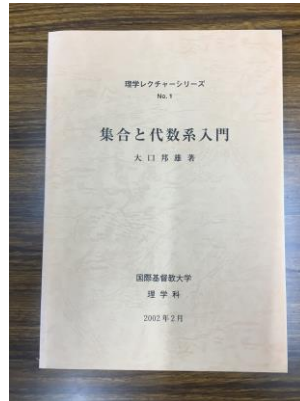 理学レクチャーシリーズ
No. 1
集合と代数系入門
大口邦雄著
国際基督教大学
理学科
2002年2月